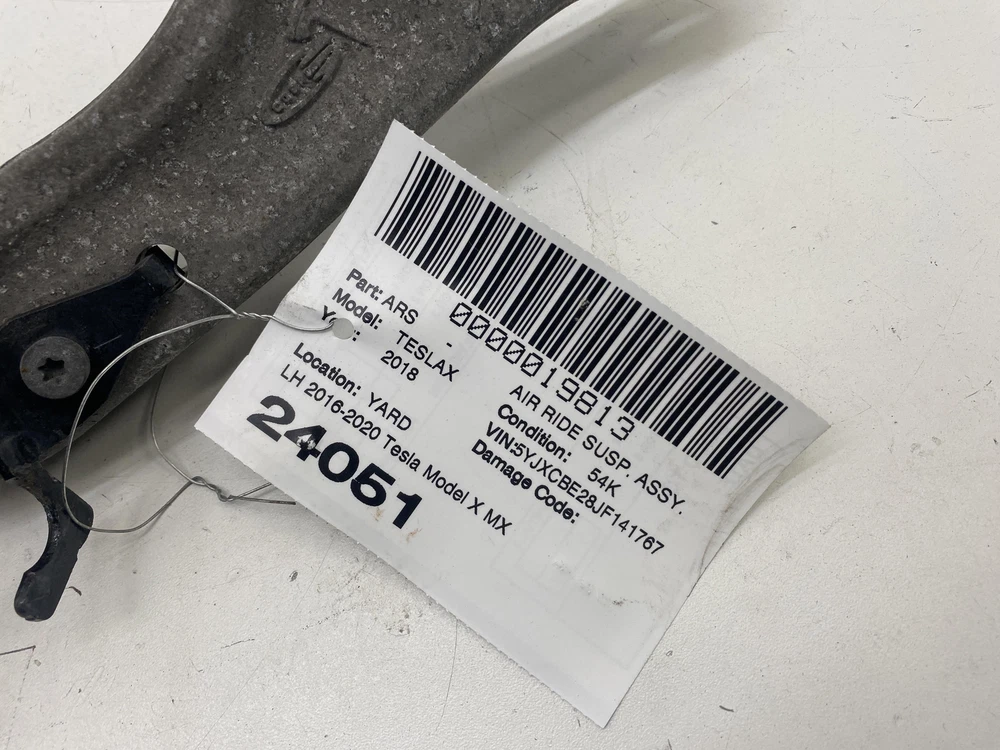 0000019813
Part: ARS - AIR RIDE SUSP. ASSY.
Model: TESLAX Condition: 54K
2018 VIN:5YJXCBE28JF141767
Damage Code:
Location: YARD
LH 2016-2020 Tesla Model X MX
24051